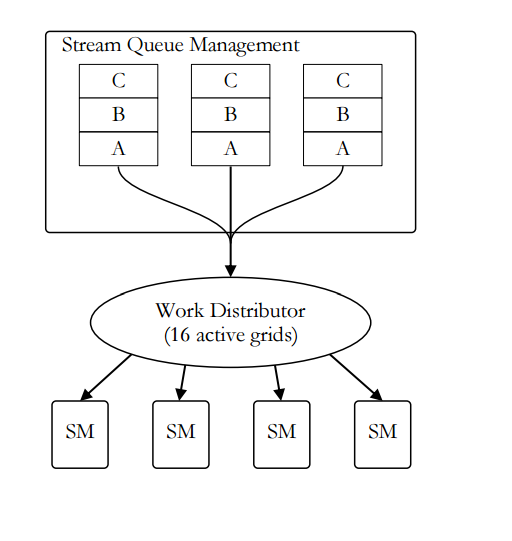 Stream Queue Management
C C C
B B B
A A A
Work Distributor
(16 active grids)
SM SM SM SM